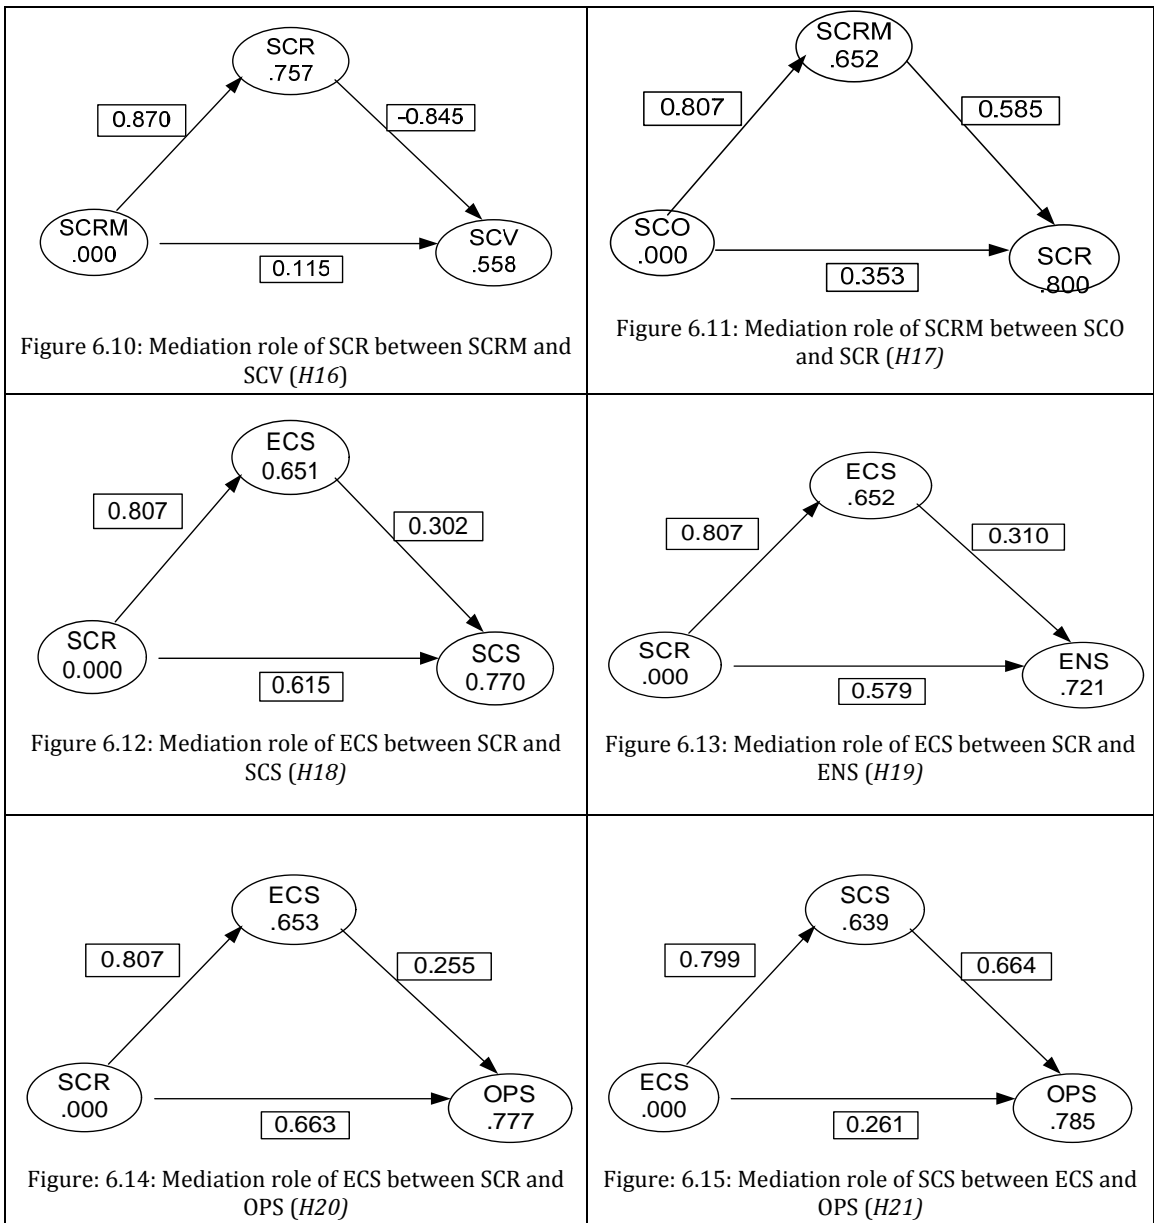 SCR
.757
0.870
-0.845
SCRM
.000
SCV
.558
0.115
Figure 6.10: Mediation role of SCR between SCRM and
SCV (H16)
SCRM
.652
0.807
0.585
SCO
.000
SCR
.800
0.353
Figure 6.11: Mediation role of SCRM between SCO
and SCR (H17)
ECS
0.651
0.807
0.302
SCR
0.000
SCS
0.770
0.615
Figure 6.12: Mediation role of ECS between SCR and
SCS (H18)
ECS
.652
0.807
0.310
SCR
.000
ENS
.721
0.579
Figure 6.13: Mediation role of ECS between SCR and
ENS (H19)
ECS
.653
0.807
0.255
SCR
.000
OPS
.777
0.663
Figure: 6.14: Mediation role of ECS between SCR and
OPS (H20)
SCS
.639
0.799
0.664
ECS
.000
OPS
.785
0.261
Figure: 6.15: Mediation role of SCS between ECS and
OPS (H21)